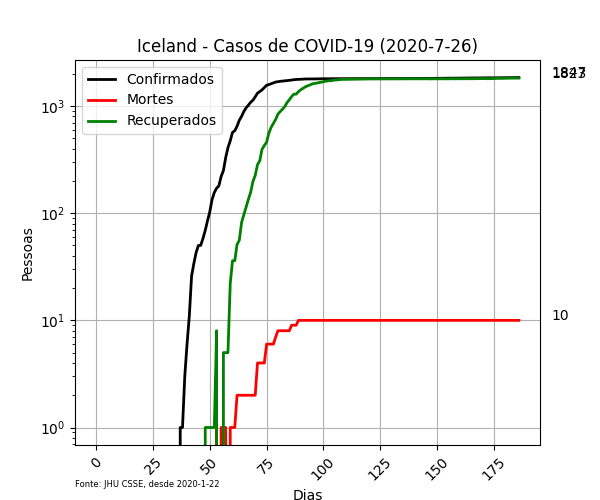 Iceland - Casos de COVID-19 (2020-7-26)
Confirmados
Mortes
Recuperados
10³
10²
10¹
10⁰
Pessoas
10
0 25 50 75 100 125 150 175
Fonte: JHU CSSE, desde 2020-1-22
Dias